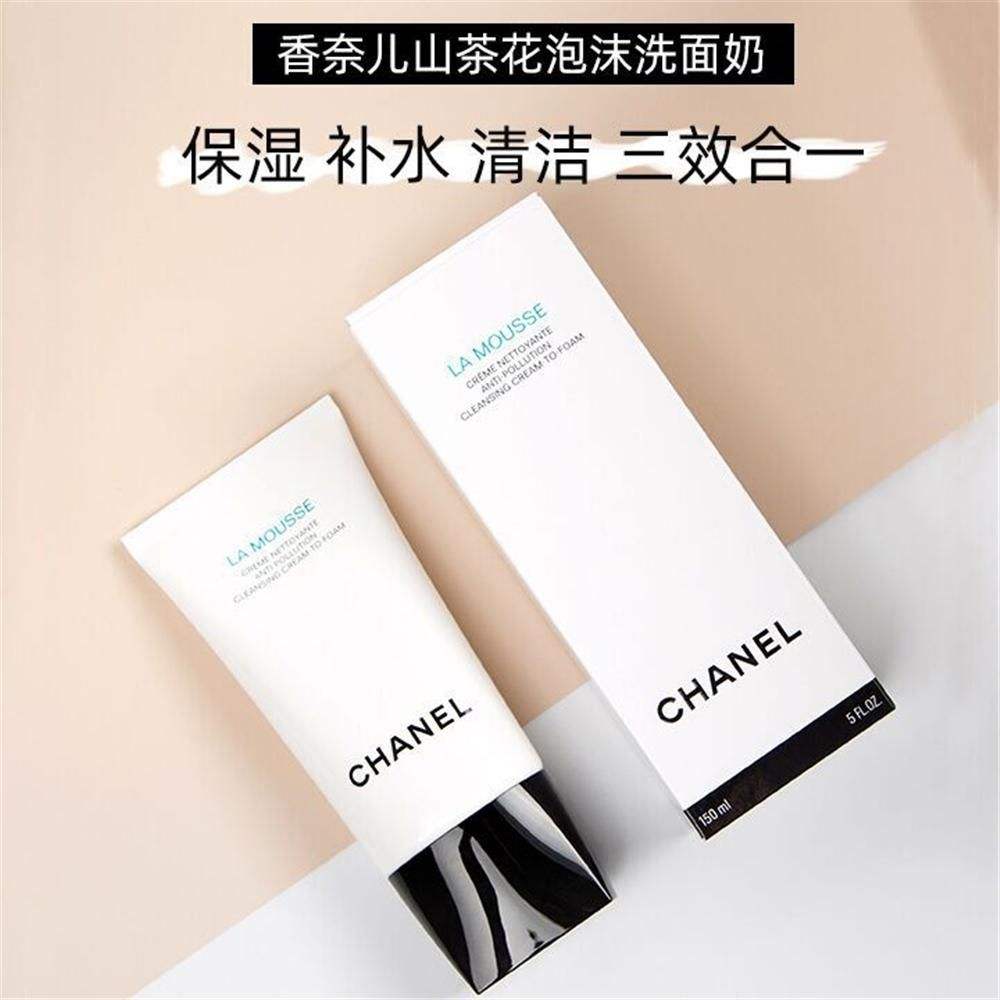 香奈儿山茶花泡沫洗面奶
保湿 补水 清洁 三效合一
LA MOUSSE
CRÈME NETTOYANTE
ANTI-POLLUTION
CLEANSING CREAM-TO-FOAM
CHANEL
150 ml
5 FL.OZ.
LA MOUSSE
CRÈME NETTOYANTE
ANTI-POLLUTION
CLEANSING CREAM-TO-FOAM
CHANEL